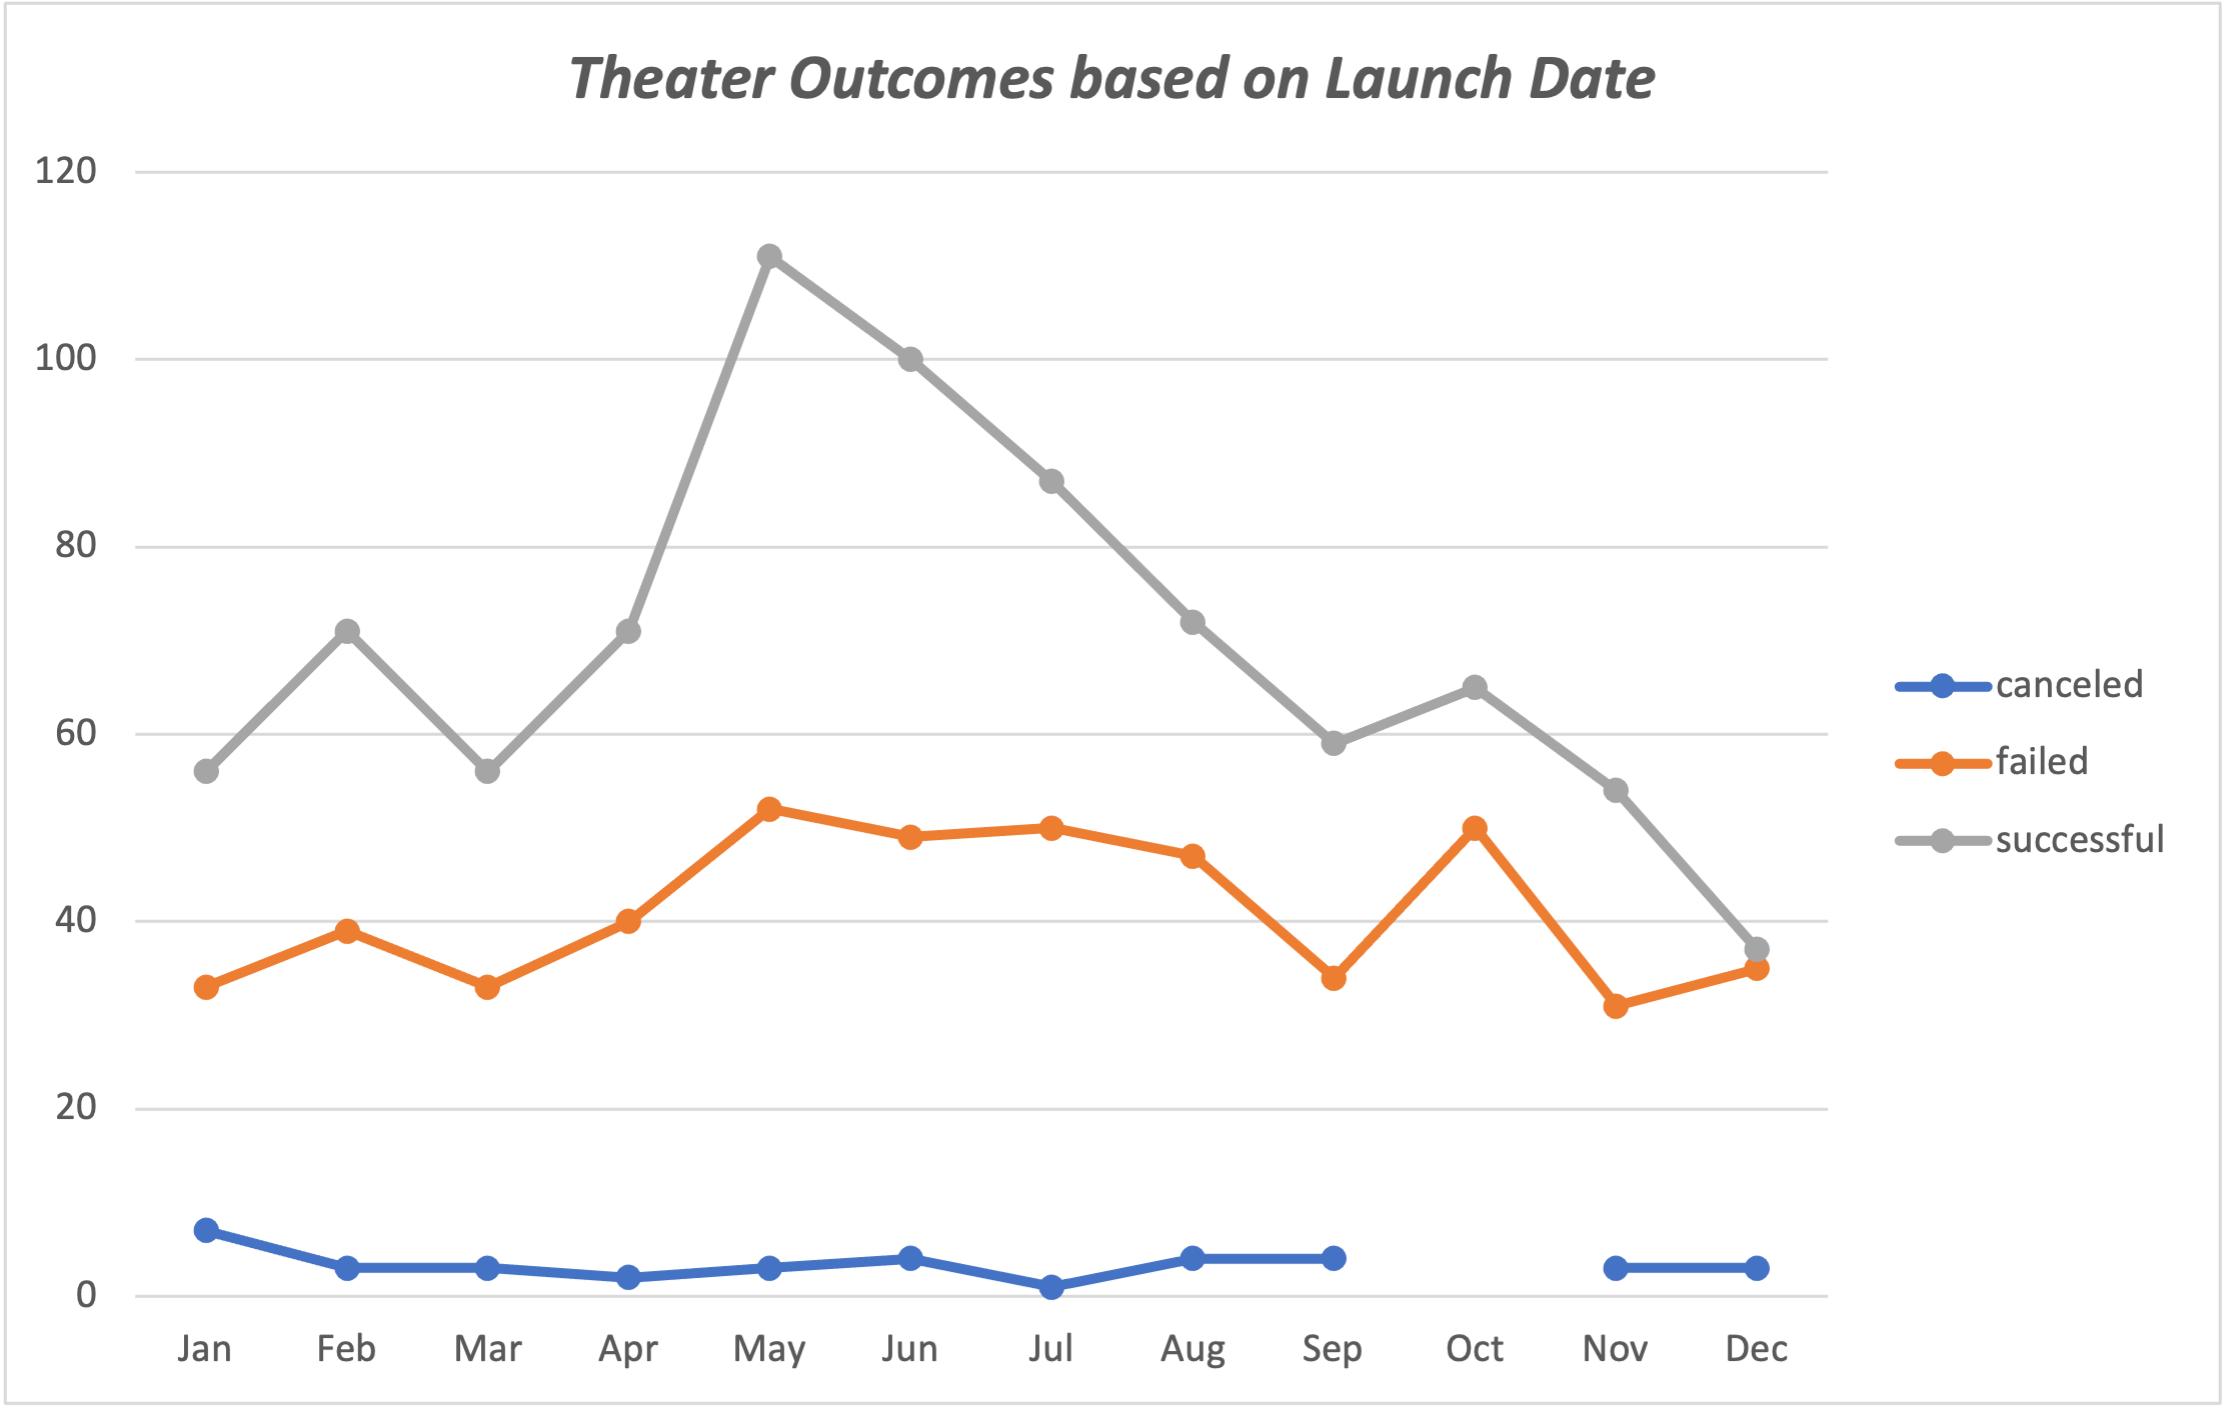 Theater Outcomes based on Launch Date
120
100
80
60
40
20
0
Jan Feb Mar Apr May Jun Jul Aug Sep Oct Nov Dec
canceled
failed
successful